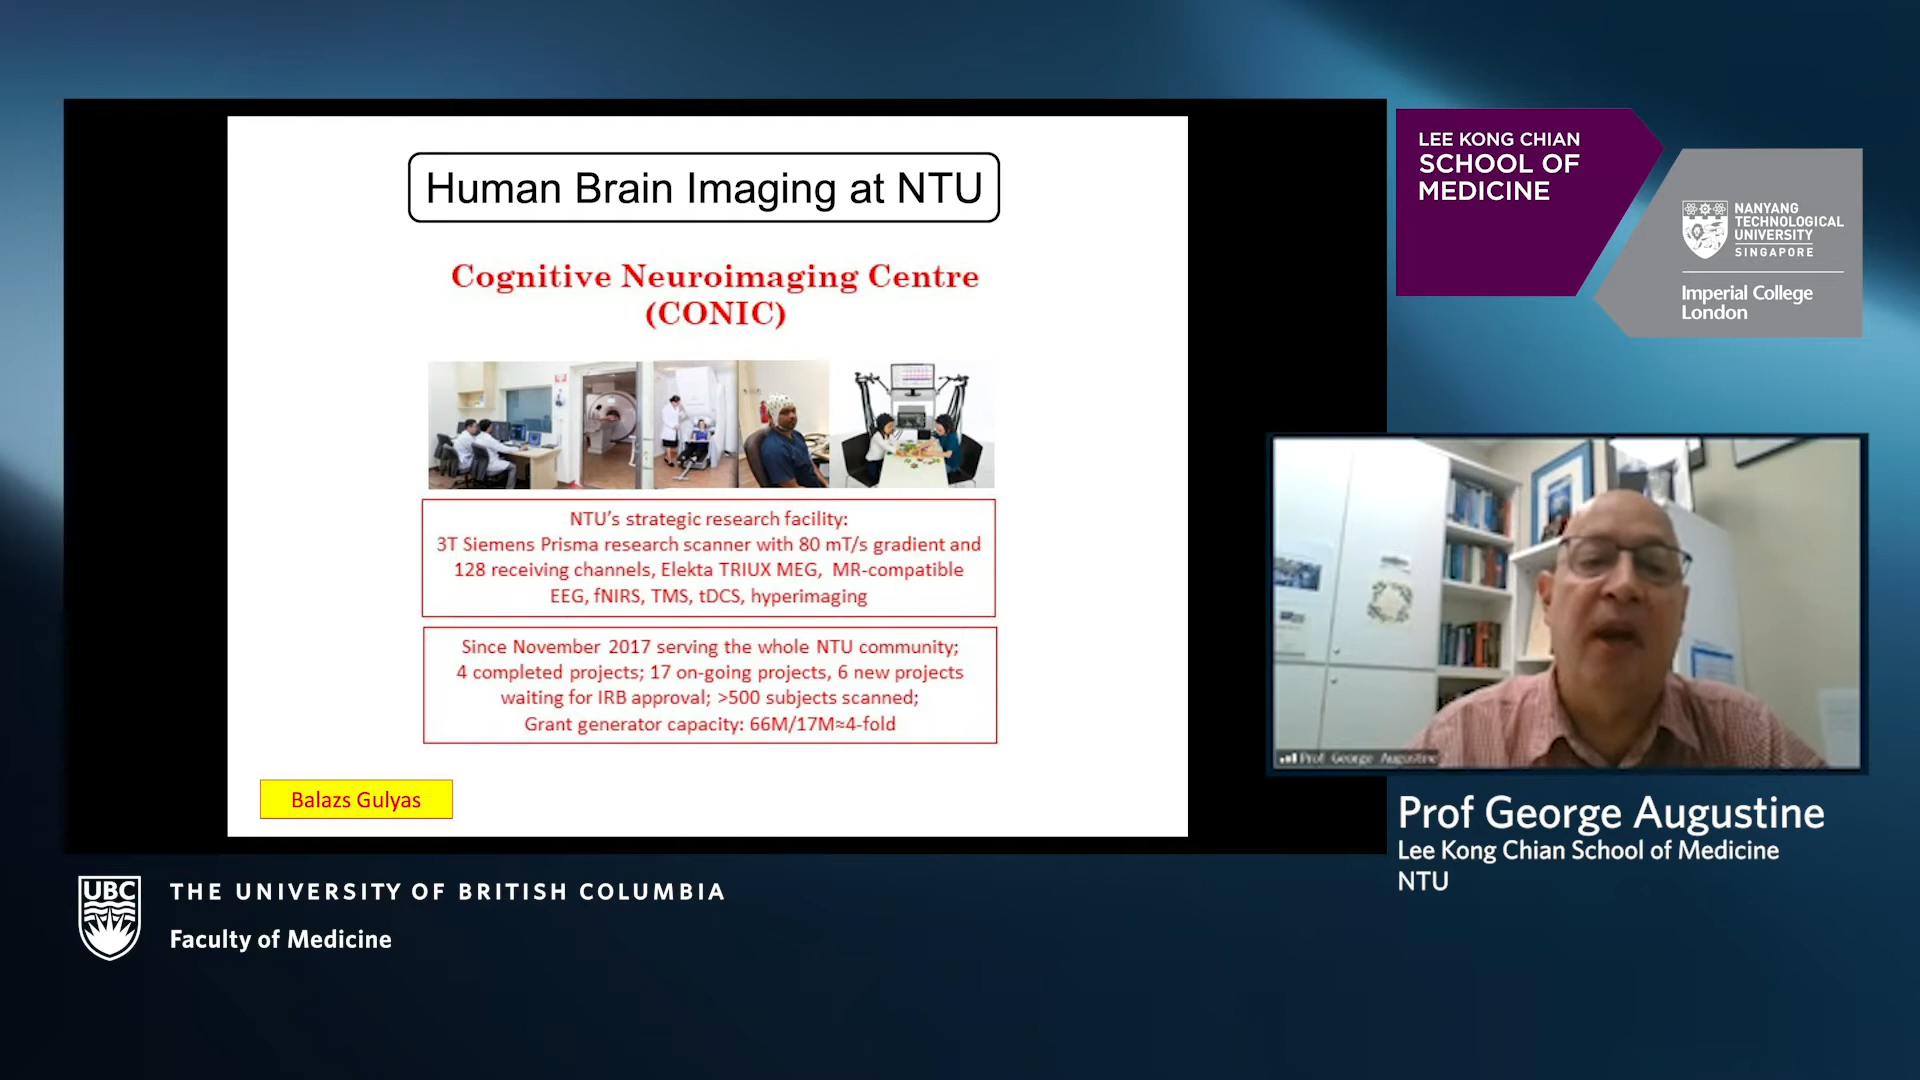 Human Brain Imaging at NTU
Cognitive Neuroimaging Centre
(CONIC)
NTU’s strategic research facility:
3T Siemens Prisma research scanner with 80 mT/s gradient and
128 receiving channels, Elekta TRIUX MEG, MR-compatible
EEG, fNIRS, TMS, tDCS, hyperimaging
Since November 2017 serving the whole NTU community;
4 completed projects; 17 on-going projects, 6 new projects
waiting for IRB approval; >500 subjects scanned;
Grant generator capacity: 66M/17M≈4-fold
Balazs Gulyas
LEE KONG CHIAN
SCHOOL OF
MEDICINE
NANYANG
TECHNOLOGICAL
UNIVERSITY
SINGAPORE
Imperial College
London
Prof George Augustine
Prof George Augustine
Lee Kong Chian School of Medicine
NTU
UBC
THE UNIVERSITY OF BRITISH COLUMBIA
Faculty of Medicine